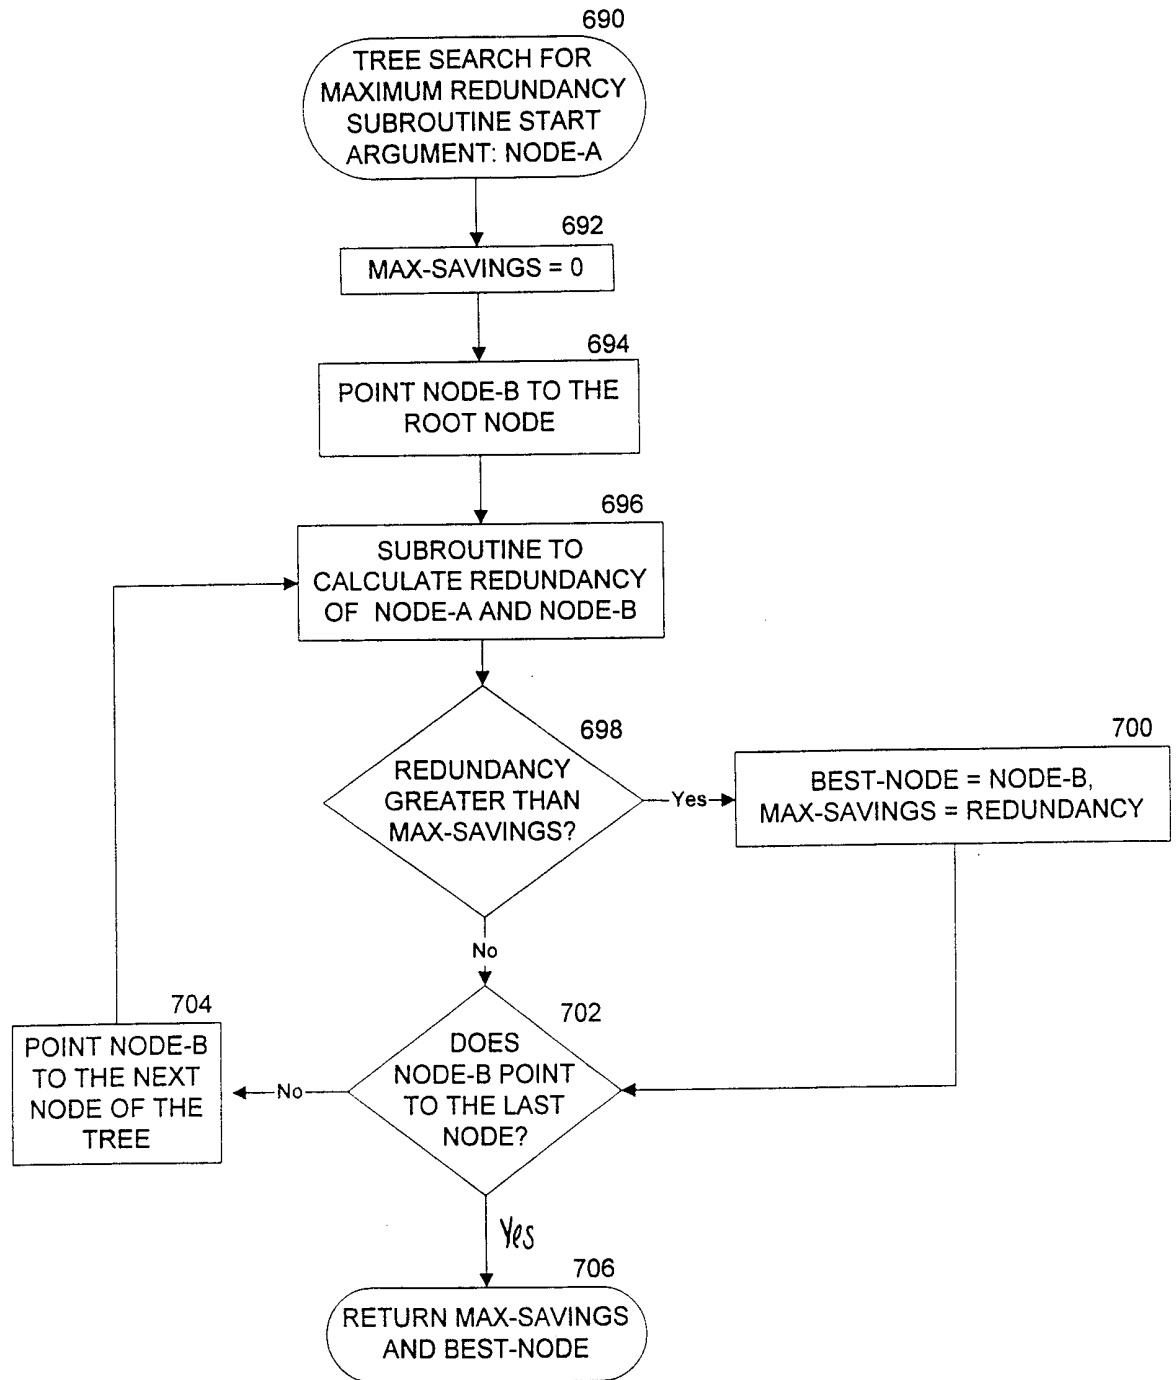 690
TREE SEARCH FOR
MAXIMUM REDUNDANCY
SUBROUTINE START
ARGUMENT: NODE-A
692
MAX-SAVINGS = 0
694
POINT NODE-B TO THE
ROOT NODE
696
SUBROUTINE TO
CALCULATE REDUNDANCY
OF NODE-A AND NODE-B
698
REDUNDANCY
GREATER THAN
MAX-SAVINGS?
Yes
700
BEST-NODE = NODE-B,
MAX-SAVINGS = REDUNDANCY
No
702
DOES
NODE-B POINT
TO THE LAST
NODE?
No
704
POINT NODE-B
TO THE NEXT
NODE OF THE
TREE
Yes
706
RETURN MAX-SAVINGS
AND BEST-NODE